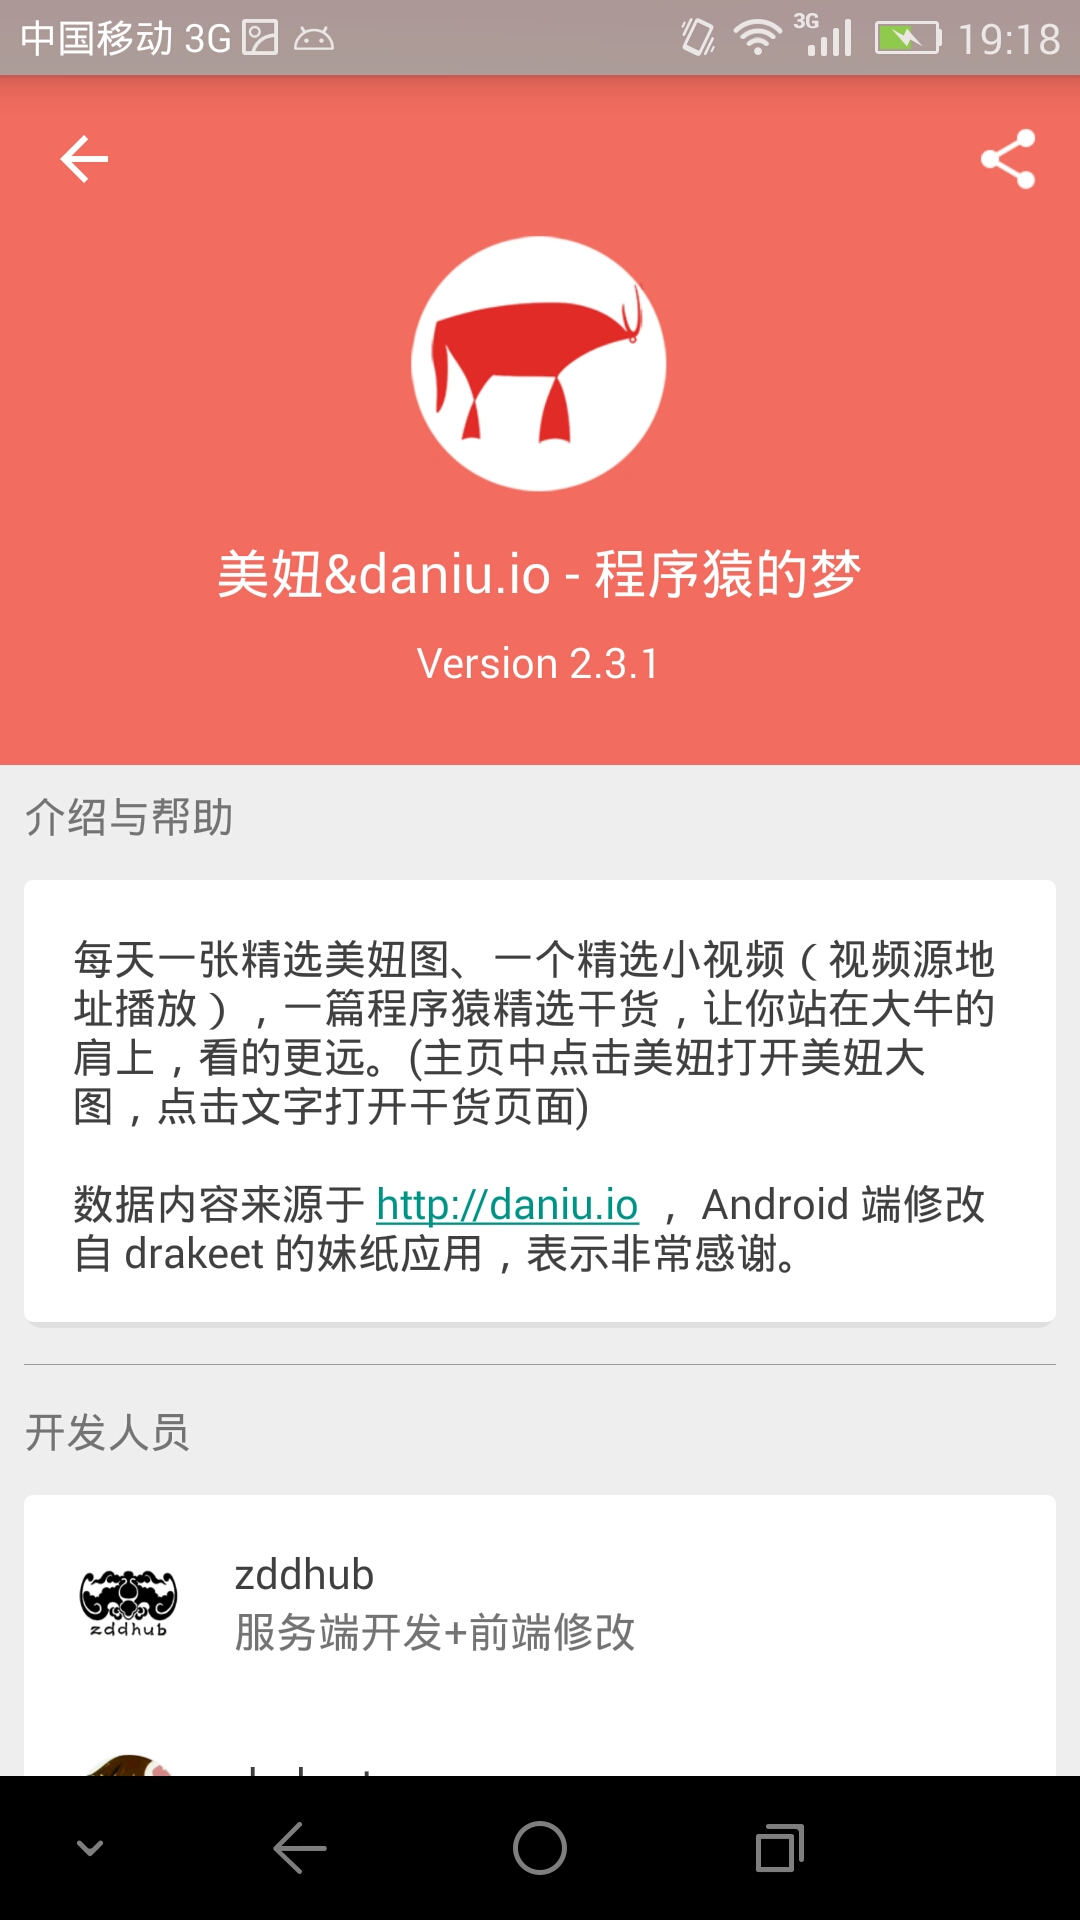 中国移动 3G
3G
19:18
美妞&daniu.io - 程序猿的梦
Version 2.3.1
介绍与帮助
每天一张精选美妞图、一个精选小视频（视频源地
址播放），一篇程序猿精选干货，让你站在大牛的
肩上，看的更远。(主页中点击美妞打开美妞大
图，点击文字打开干货页面)
数据内容来源于 http://daniu.io ，Android 端修改
自 drakeet 的妹纸应用，表示非常感谢。
开发人员
zddhub
zddhub
服务端开发+前端修改